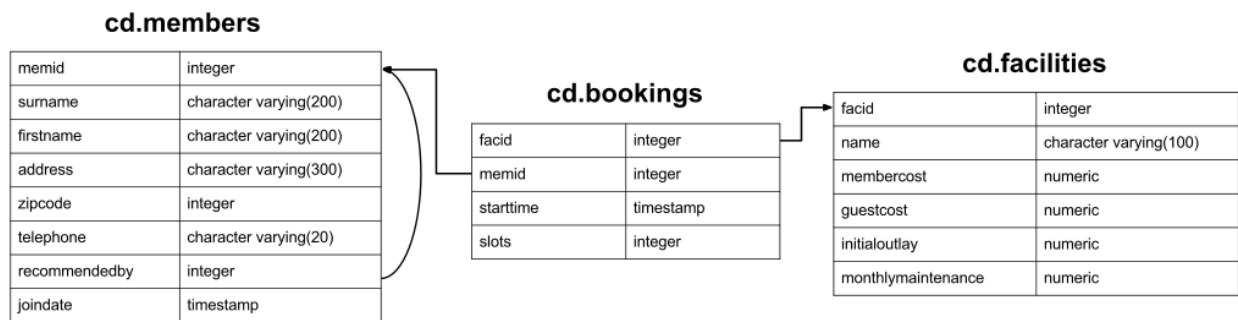 cd.members
memid integer
surname character varying(200)
firstname character varying(200)
address character varying(300)
zipcode integer
telephone character varying(20)
recommendedby integer
joindate timestamp
cd.bookings
facid integer
memid integer
starttime timestamp
slots integer
cd.facilities
facid integer
name character varying(100)
membercost numeric
guestcost numeric
initialoutlay numeric
monthlymaintenance numeric